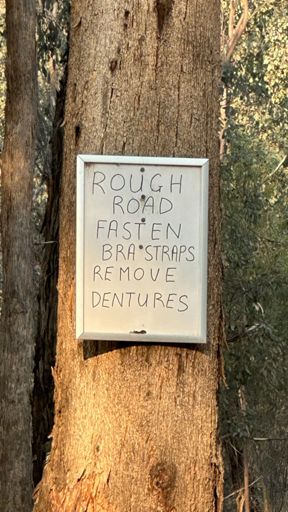 ROUGH
ROAD
FASTEN
BRA STRAPS
REMOVE
DENTURES